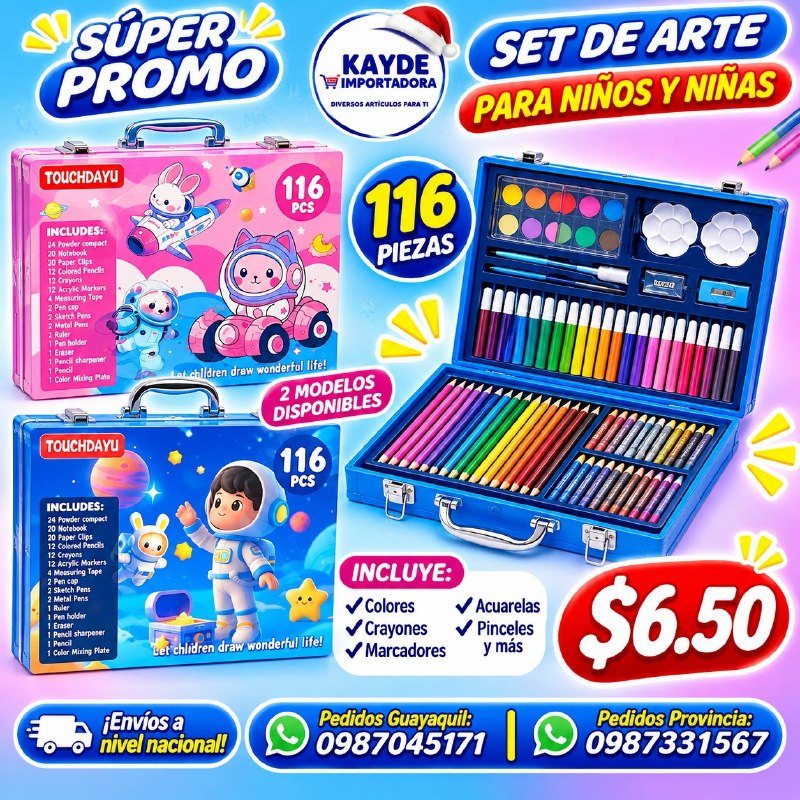 SÚPER
PROMO
KAYDE
IMPORTADORA
DIVERSOS ARTÍCULOS PARA TI
SET DE ARTE
PARA NIÑOS Y NIÑAS
TOUCHDAYU
116
PCS
INCLUDES:
24 Powder compact
20 Notebook
20 Paper Clips
12 Colored Pencils
12 Crayons
12 Acrylic Markers
4 Measuring Tape
2 Pen cap
2 Sketch Pens
2 Metal Pens
1 Ruler
1 Pen holder
1 Eraser
1 Pencil sharpener
1 Pencil
1 Color Mixing Plate
Let children draw wonderful life!
116
PIEZAS
2 MODELOS
DISPONIBLES
TOUCHDAYU
116
PCS
INCLUDES:
24 Powder compact
20 Notebook
20 Paper Clips
12 Colored Pencils
12 Crayons
12 Acrylic Markers
4 Measuring Tape
2 Pen cap
2 Sketch Pens
2 Metal Pens
1 Ruler
1 Pen holder
1 Eraser
1 Pencil sharpener
1 Pencil
1 Color Mixing Plate
Let children draw wonderful life!
INCLUYE:
✓ Colores
✓ Crayones
✓ Marcadores
✓ Acuarelas
✓ Pinceles
y más
$6.50
¡Envíos a
nivel nacional!
Pedidos Guayaquil:
0987045171
Pedidos Provincia:
0987331567